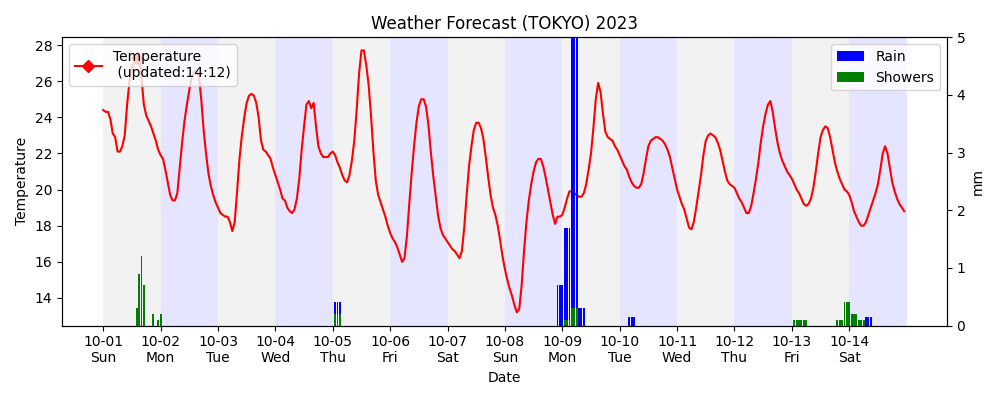 Weather Forecast (TOKYO) 2023
Temperature
(updated:14:12)
Rain
Showers
Temperature
28
26
24
22
20
18
16
14
5
4
3
2
1
0
mm
10-01 10-02 10-03 10-04 10-05 10-06 10-07 10-08 10-09 10-10 10-11 10-12 10-13 10-14
Sun Mon Tue Wed Thu Fri Sat Sun Mon Tue Wed Thu Fri Sat
Date